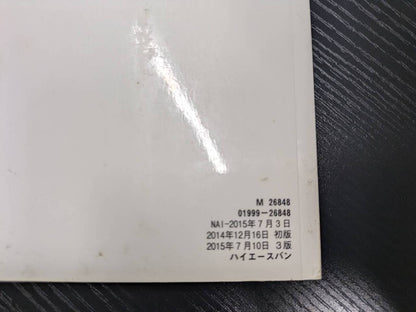 M 26848
01999-26848
NAI-2015年7月3日
2014年12月16日 初版
2015年7月10日 3版
ハイエースバン